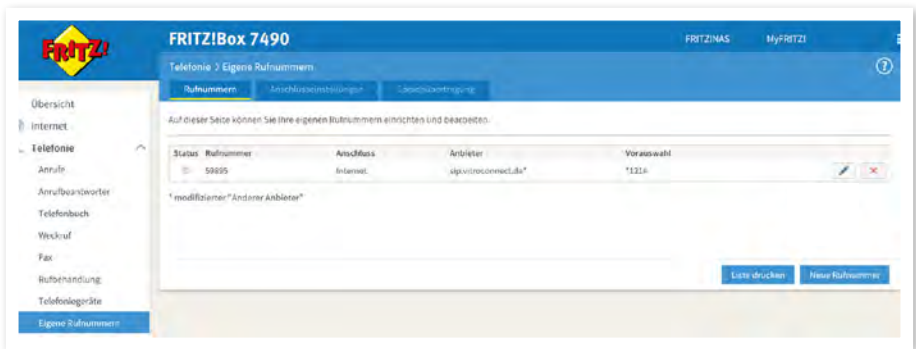 FRITZ!
FRITZ!Box 7490
FRITZ!NAS
MyFRITZ!
Telefonie > Eigene Rufnummern
Rufnummern
Anschlusseinstellungen
Sprachübertragung
Übersicht
Internet
Telefonie
Anrufe
Anrufbeantworter
Telefonbuch
Weckruf
Fax
Rufbehandlung
Telefoniegeräte
Eigene Rufnummern
Auf dieser Seite können Sie Ihre eigenen Rufnummern einrichten und bearbeiten.
Status Rufnummer Anschluss Anbieter Vorauswahl
59895 Internet sip.vitroconnect.de*
* modifizierter "Anderer Anbieter"
Liste drucken
Neue Rufnummer